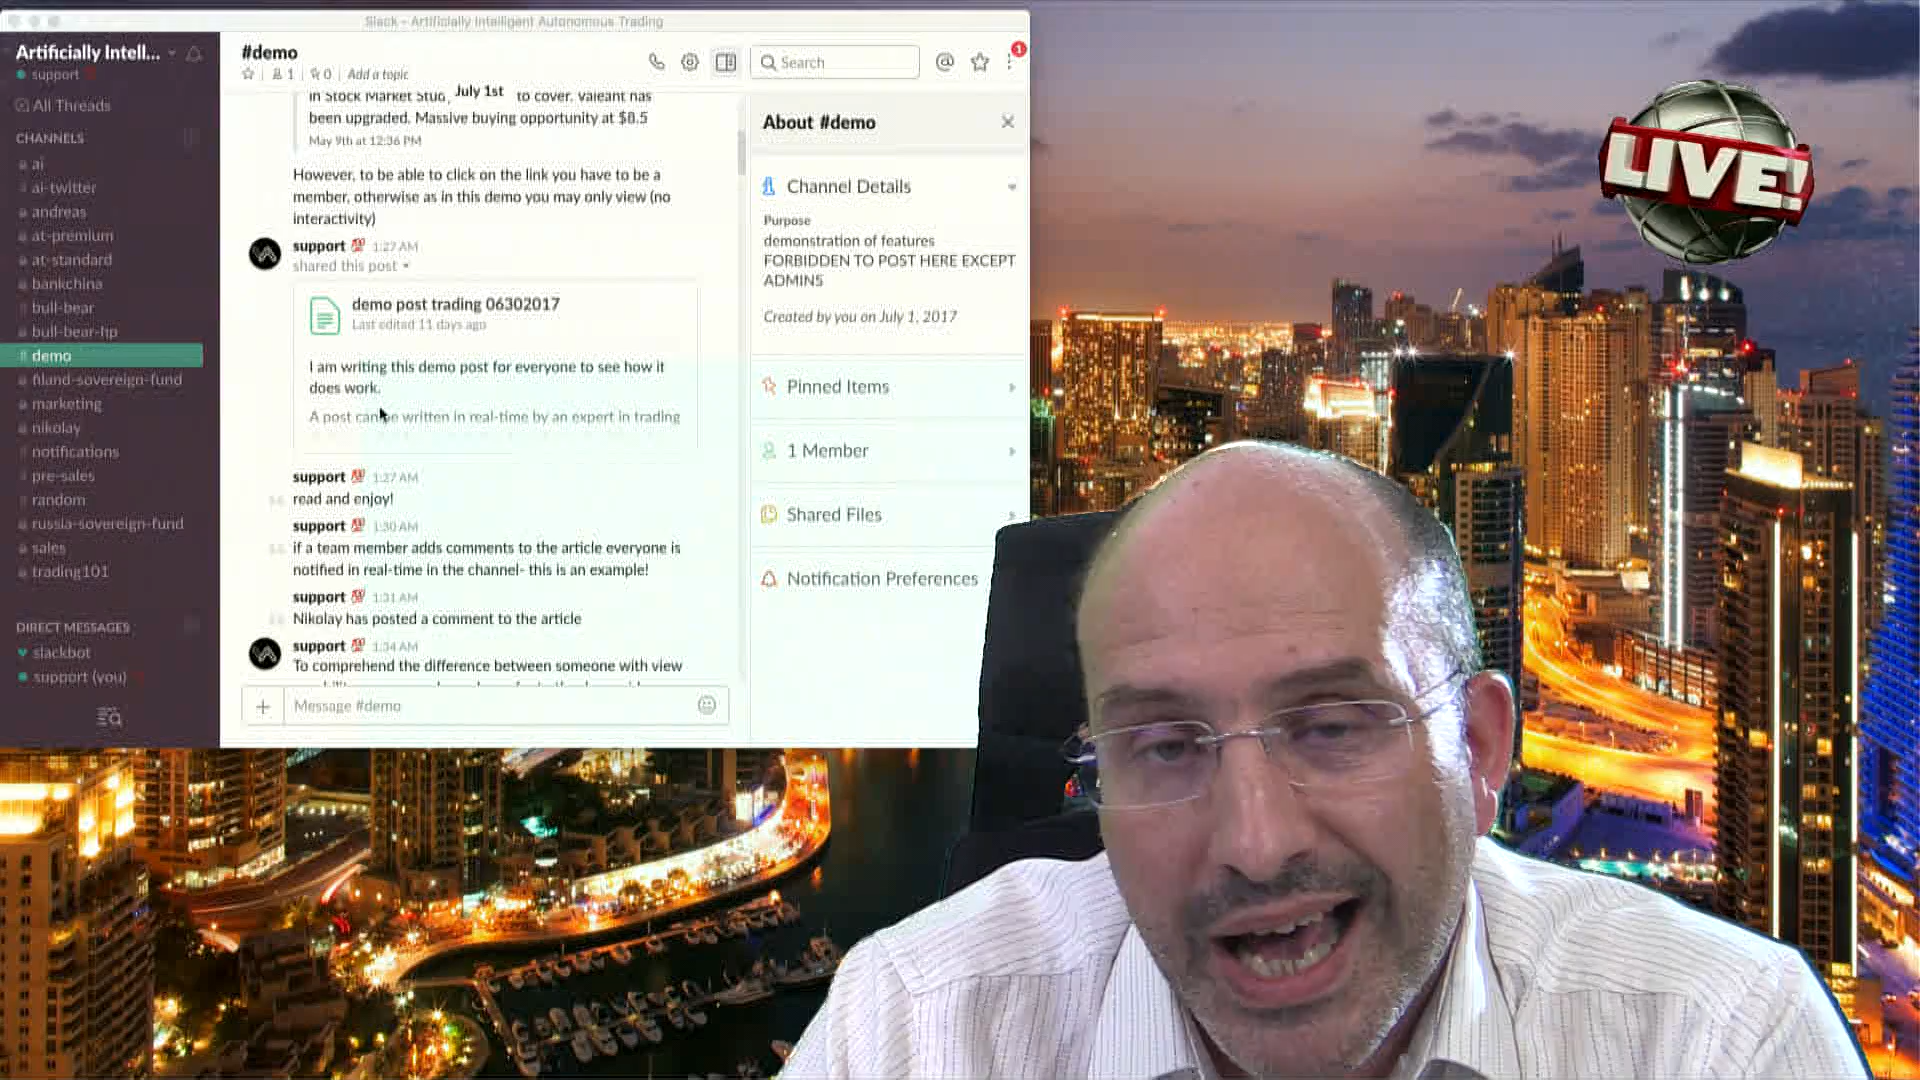 Slack - Artificially Intelligent Autonomous Trading
Artificially Intell...
support
All Threads
CHANNELS
ai
ai-twitter
andreas
at-premium
at-standard
bankchina
bull-bear
bull-bear-hp
demo
filand-sovereign-fund
marketing
nikolay
notifications
pre-sales
random
russia-sovereign-fund
sales
trading101
DIRECT MESSAGES
slackbot
support (you)
#demo
1 | 0 | Add a topic
Search
1
July 1st
in Stock Market to cover. Valeant has
been upgraded. Massive buying opportunity at $8.5
May 9th at 12:36 PM
However, to be able to click on the link you have to be a
member, otherwise as in this demo you may only view (no
interactivity)
support 1:27 AM
shared this post
demo post trading 06302017
Last edited 11 days ago
I am writing this demo post for everyone to see how it
does work.
A post can be written in real-time by an expert in trading
support 1:27 AM
read and enjoy!
support 1:30 AM
if a team member adds comments to the article everyone is
notified in real-time in the channel- this is an example!
support 1:31 AM
Nikolay has posted a comment to the article
support 1:34 AM
To comprehend the difference between someone with view
Message #demo
About #demo
Channel Details
Purpose
demonstration of features
FORBIDDEN TO POST HERE EXCEPT
ADMINS
Created by you on July 1, 2017
Pinned Items
1 Member
Shared Files
Notification Preferences
LIVE!